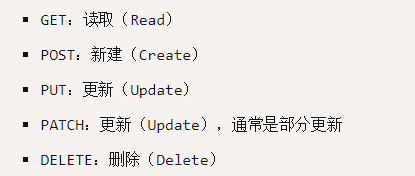 ▪ GET：读取（Read）
▪ POST：新建（Create）
▪ PUT：更新（Update）
▪ PATCH：更新（Update），通常是部分更新
▪ DELETE：删除（Delete）